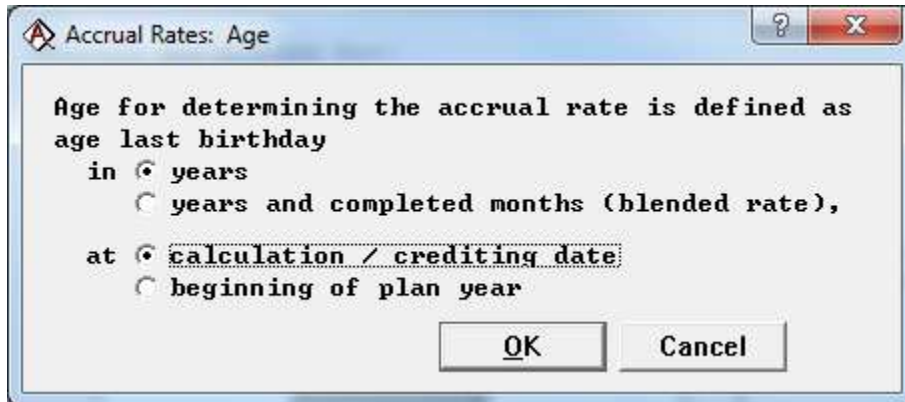 Accrual Rates: Age
Age for determining the accrual rate is defined as
age last birthday
in years
years and completed months (blended rate),
at calculation / crediting date
beginning of plan year
OK Cancel